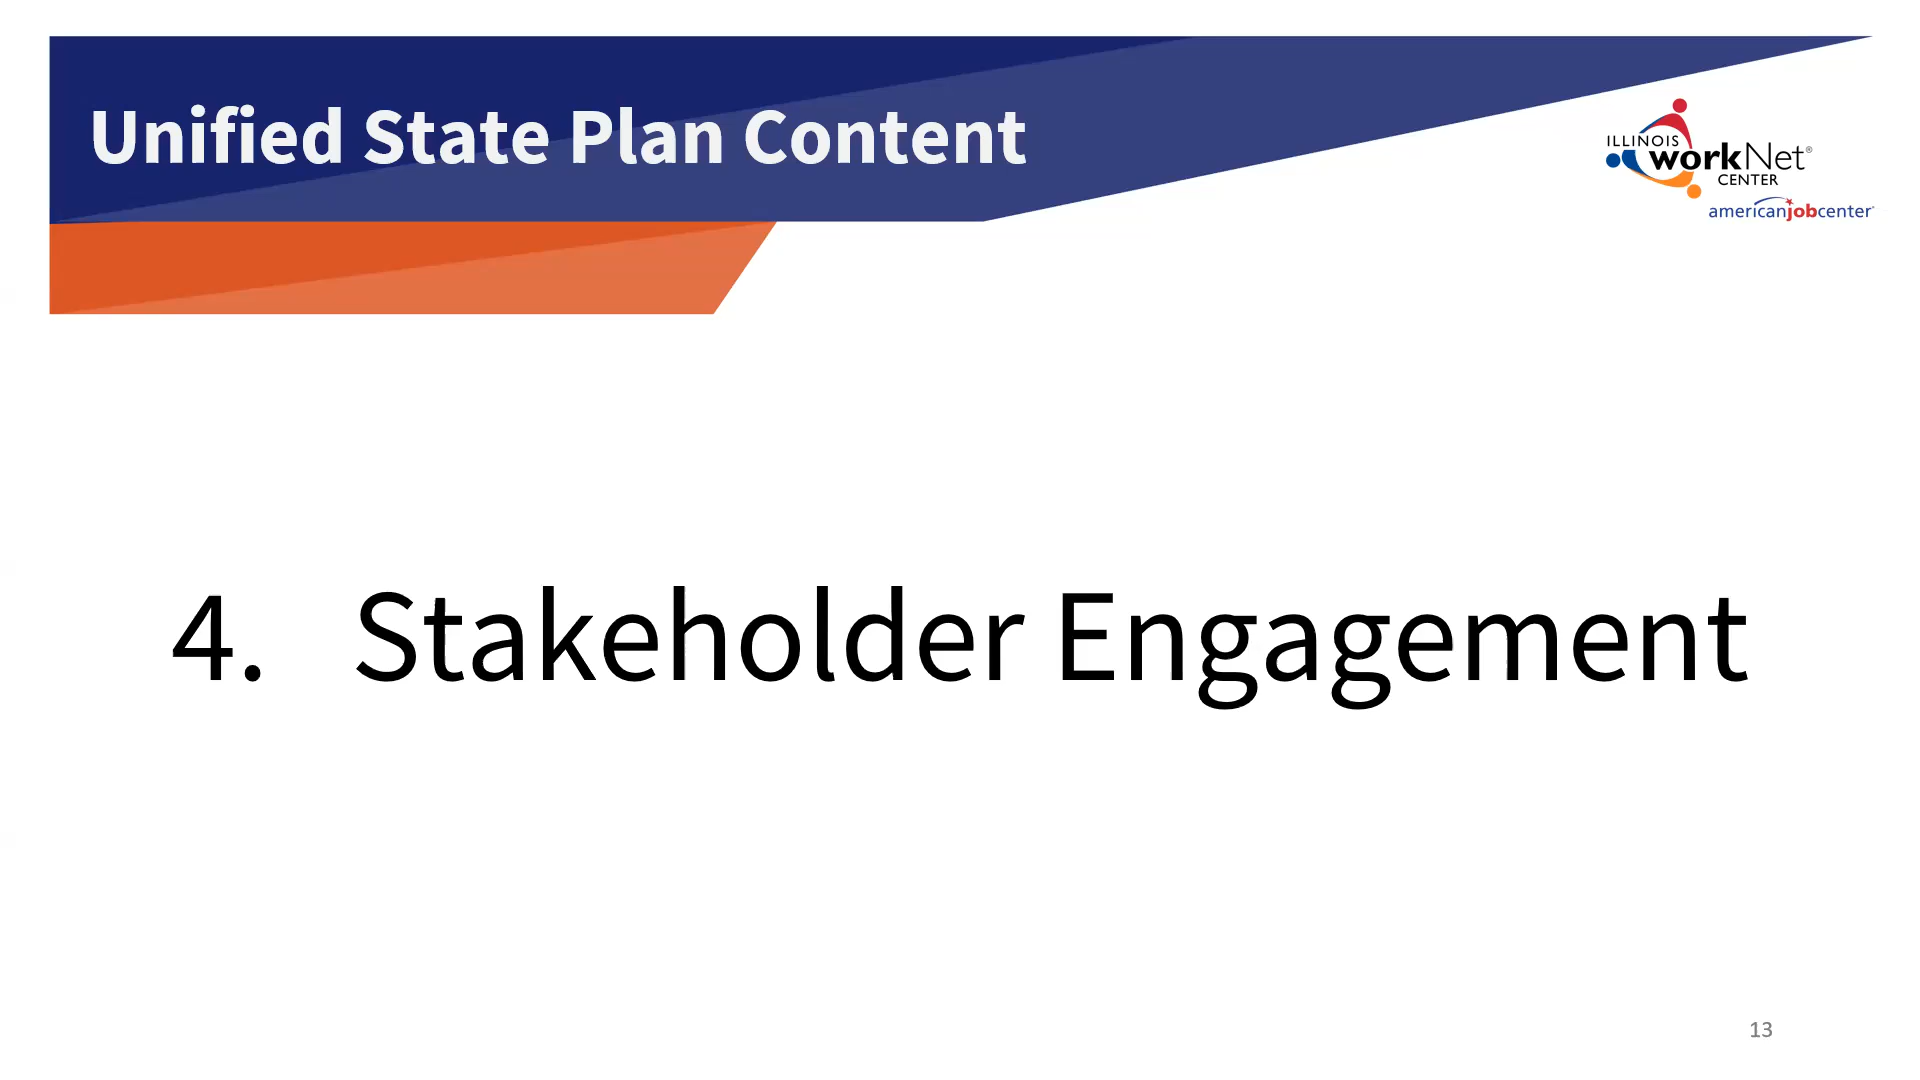 Unified State Plan Content
ILLINOIS
workNet®
CENTER
americanjobcenter®
4. Stakeholder Engagement
13